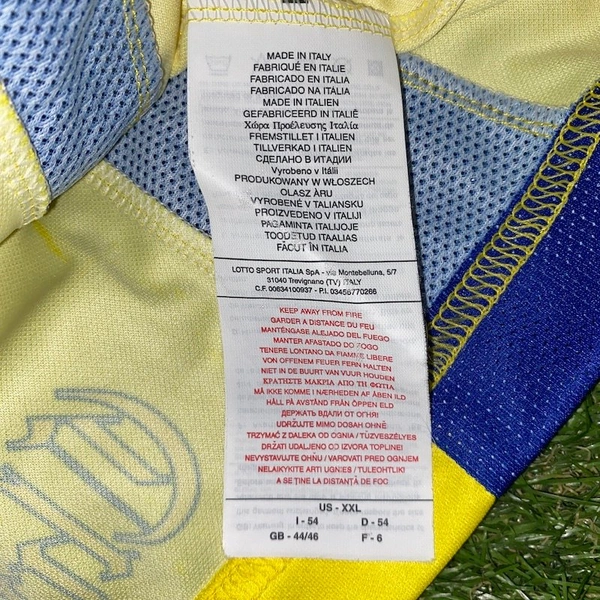 MADE IN ITALY
FABRIQUÉ EN ITALIE
FABRICADO EN ITALIA
FABRICADO NA ITÁLIA
MADE IN ITALIEN
GEFABRICEERD IN ITALIË
Χώρα Προέλευσης Ιταλία
FREMSTILLET I ITALIEN
TILLVERKAD I ITALIEN
СДЕЛАНО В ИТАДИИ
Vyrobeno v Itálii
PRODUKOWANY W WŁOSZECH
OLASZ ÀRU
VYROBENÉ V TALIANSKU
PROIZVEDENO V ITALIJI
PAGAMINTA ITALIJOJE
TOODETUD ITAALIAS
FĂCUT ÎN ITALIA
LOTTO SPORT ITALIA SpA - via Montebelluna, 5/7
31040 Trevignano (TV) ITALY
C.F. 00634100937 - P.I. 03456770266
KEEP AWAY FROM FIRE
GARDER A DISTANCE DU FEU
MANTÉNGASE ALEJADO DEL FUEGO
MANTER AFASTADO DO FOGO
TENERE LONTANO DA FIAMME LIBERE
VON OFFENEM FEUER FERN HALTEN
NIET IN DE BUURT VAN VUUR HOUDEN
ΚΡΑΤΗΣΤΕ ΜΑΚΡΙΑ ΑΠΟ ΤΗ ΦΩΤΙΑ
MÅ IKKE KOMME I NÆRHEDEN AF ÅBEN ILD
HÅLL PÅ AVSTÅND FRÅN ÖPPEN ELD
ДЕРЖАТЬ ВДАЛИ ОТ ОГНЯ!
UDRŽUJTE MIMO DOSAH OHNĚ
TRZYMAĆ Z DALEKA OD OGNIA / TÚZVESZÉLYES
DRŽATI UDALJENO OD IZVORA TOPLINE!
NEVYSTAVUJTE OHŇU / VAROVATI PRED OGNJEM
NELAIKYKITE ARTI UGNIES / TULEOHTLIK!
A SE ŢINE LA DISTANŢĂ DE FOC
US - XXL
I - 54 D - 54
GB - 44/46 F - 6